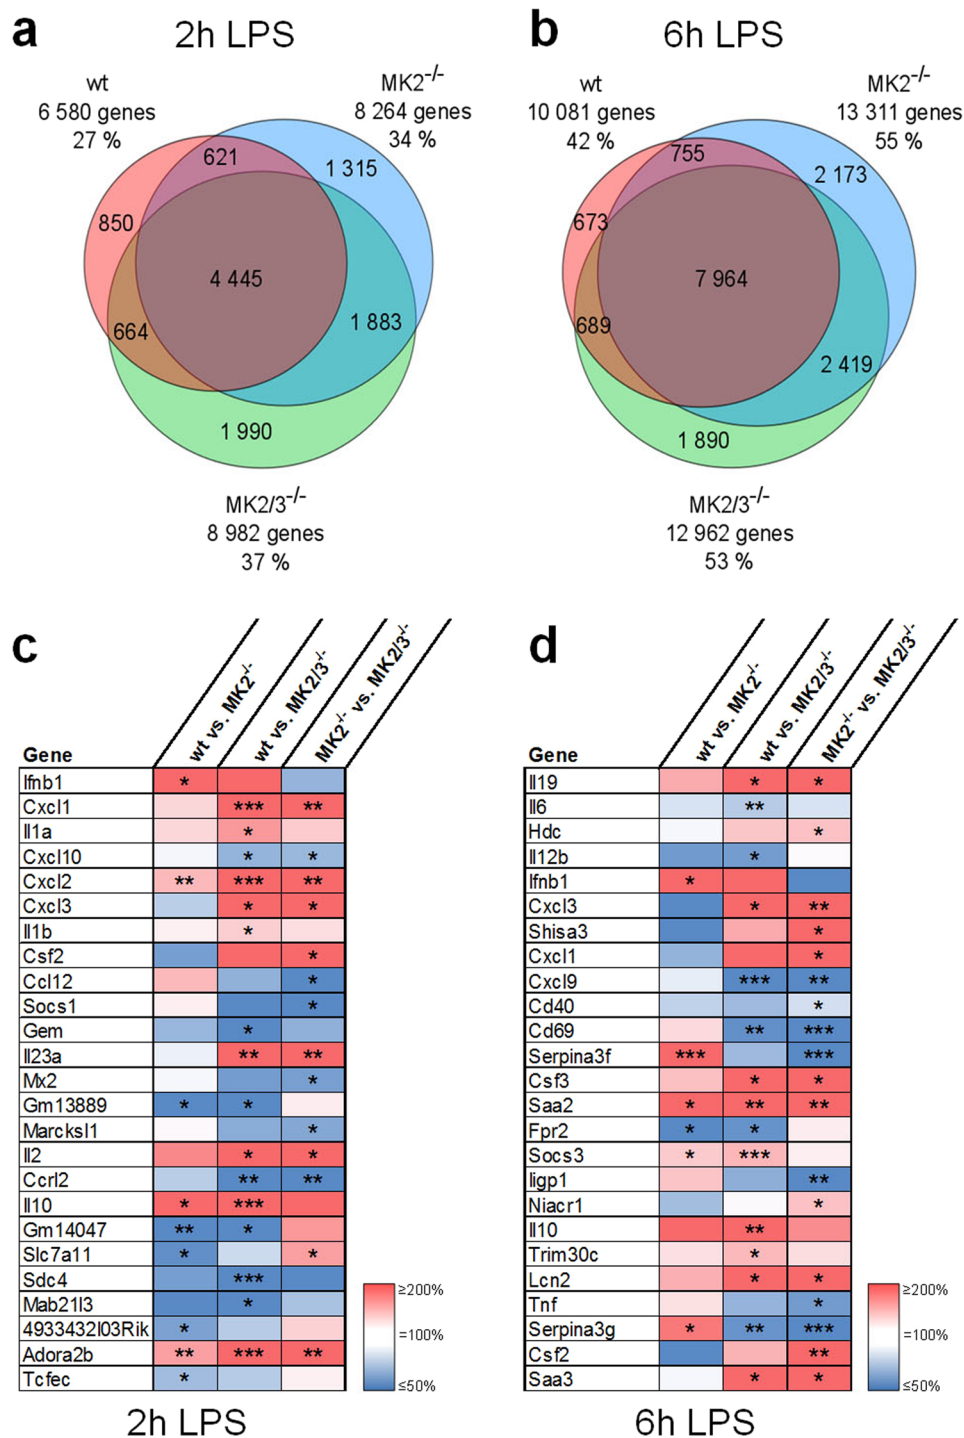 a
2h LPS
wt
6 580 genes
27 %
MK2-/-
8 264 genes
34 %
621
1 315
850
4 445
664
1 883
1 990
MK2/3-/-
8 982 genes
37 %
b
6h LPS
wt
10 081 genes
42 %
MK2-/-
13 311 genes
55 %
755
2 173
673
7 964
689
2 419
1 890
MK2/3-/-
12 962 genes
53 %
c
Gene wt vs. MK2-/- wt vs. MK2/3-/- MK2-/- vs. MK2/3-/-
Ifnb1 *
Cxcl1 *** **
Il1a *
Cxcl10 * *
Cxcl2 ** *** **
Cxcl3 * *
Il1b *
Csf2 *
Ccl12 *
Socs1 *
Gem *
Il23a ** **
Mx2 *
Gm13889 * *
Marcksl1 *
Il2 * *
Ccrl2 ** **
Il10 * ***
Gm14047 ** *
Slc7a11 * *
Sdc4 ***
Mab21l3 *
4933432I03Rik *
Adora2b ** *** **
Tcfec *
≥200%
=100%
≤50%
2h LPS
d
Gene wt vs. MK2-/- wt vs. MK2/3-/- MK2-/- vs. MK2/3-/-
Il19 * *
Il6 **
Hdc *
Il12b *
Ifnb1 *
Cxcl3 * **
Shisa3 *
Cxcl1 *
Cxcl9 *** **
Cd40 *
Cd69 ** ***
Serpina3f *** ***
Csf3 * *
Saa2 * ** **
Fpr2 * *
Socs3 * ***
Iigp1 **
Niacr1 *
Il10 **
Trim30c *
Lcn2 * *
Tnf *
Serpina3g * ** ***
Csf2 **
Saa3 * *
≥200%
=100%
≤50%
6h LPS